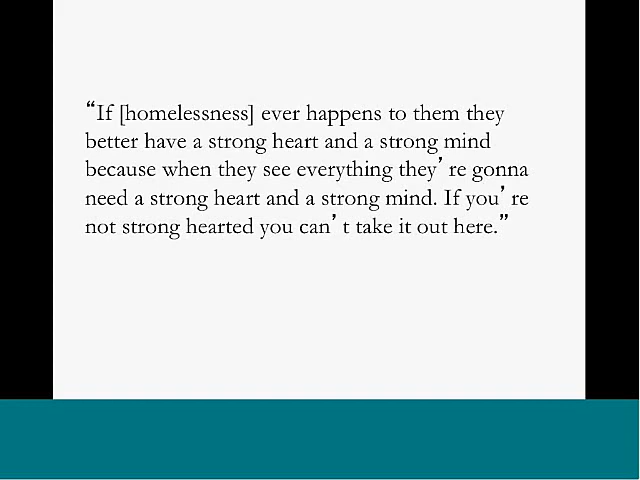 “If [homelessness] ever happens to them they
better have a strong heart and a strong mind
because when they see everything they’re gonna
need a strong heart and a strong mind. If you’re
not strong hearted you can’t take it out here.”